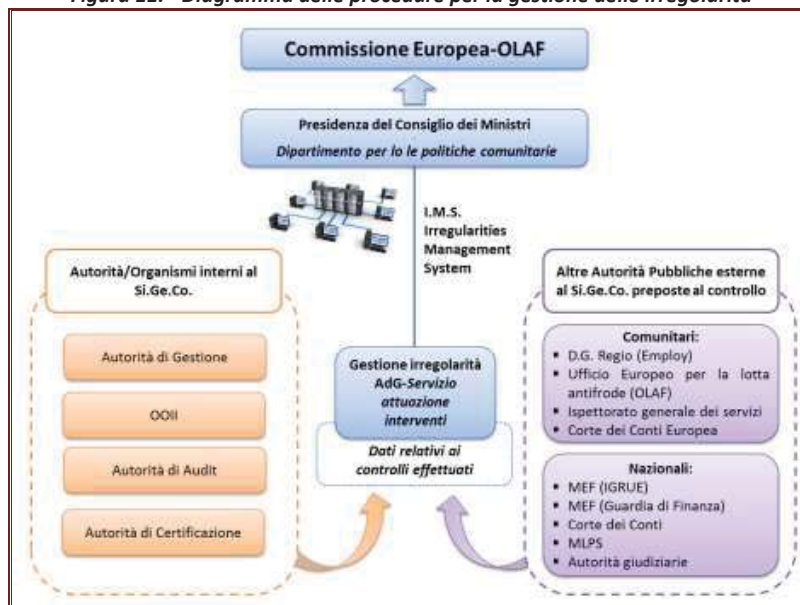 Figura 11: Diagramma delle procedure per la gestione delle irregolarità
Commissione Europea-OLAF
Presidenza del Consiglio dei Ministri
Dipartimento per lo le politiche comunitarie
I.M.S.
Irregularities
Management
System
Autorità/Organismi interni al
Si.Ge.Co.
Autorità di Gestione
OOII
Autorità di Audit
Autorità di Certificazione
Gestione irregolarità
AdG-Servizio
attuazione
interventi
Dati relativi ai
controlli effettuati
Altre Autorità Pubbliche esterne
al Si.Ge.Co. preposte al controllo
Comunitari:
▪ D.G. Regio (Employ)
▪ Ufficio Europeo per la lotta
antifrode (OLAF)
▪ Ispettorato generale dei servizi
▪ Corte dei Conti Europea
Nazionali:
▪ MEF (IGRUE)
▪ MEF (Guardia di Finanza)
▪ Corte dei Conti
▪ MLPS
▪ Autorità giudiziarie